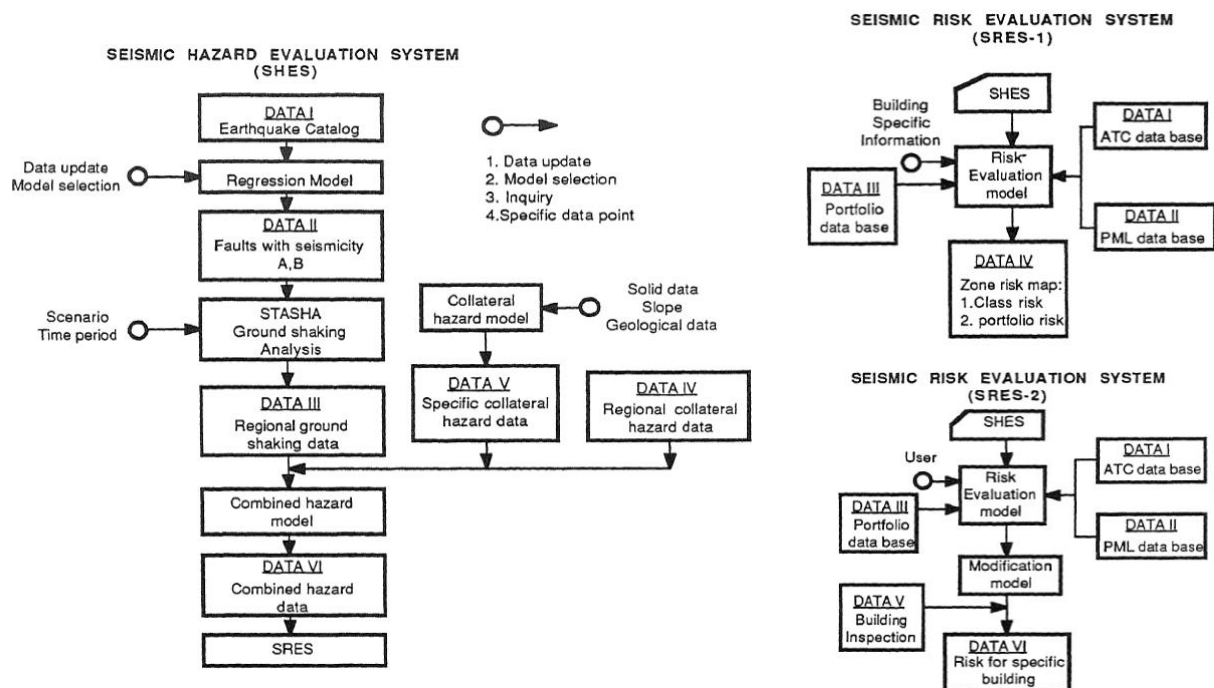 SEISMIC HAZARD EVALUATION SYSTEM
(SHES)
DATA I
Earthquake Catalog
Data update
Model selection
Regression Model
DATA II
Faults with seismicity
A,B
Scenario
Time period
STASHA
Ground shaking
Analysis
DATA III
Regional ground
shaking data
Combined hazard
model
DATA VI
Combined hazard
data
SRES
1. Data update
2. Model selection
3. Inquiry
4.Specific data point
Collateral
hazard model
Solid data
Slope
Geological data
DATA V
Specific collateral
hazard data
DATA IV
Regional collateral
hazard data
SEISMIC RISK EVALUATION SYSTEM
(SRES-1)
SHES
Building
Specific
Information
Risk-
Evaluation
model
DATA I
ATC data base
DATA III
Portfolio
data base
DATA II
PML data base
DATA IV
Zone risk map:
1.Class risk
2. portfolio risk
SEISMIC RISK EVALUATION SYSTEM
(SRES-2)
SHES
User
Risk
Evaluation
model
DATA I
ATC data base
DATA III
Portfolio
data base
DATA II
PML data base
Modification
model
DATA V
Building
Inspection
DATA VI
Risk for specific
building